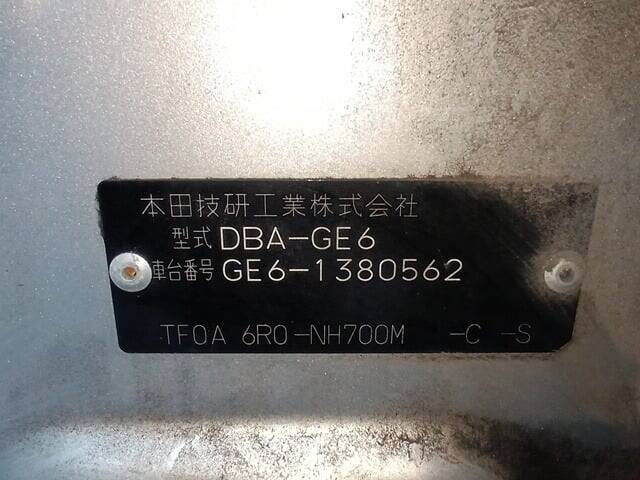 本田技研工業株式会社
型式 DBA-GE6
車台番号 GE6-1380562
TF0A 6R0-NH700M -C -S